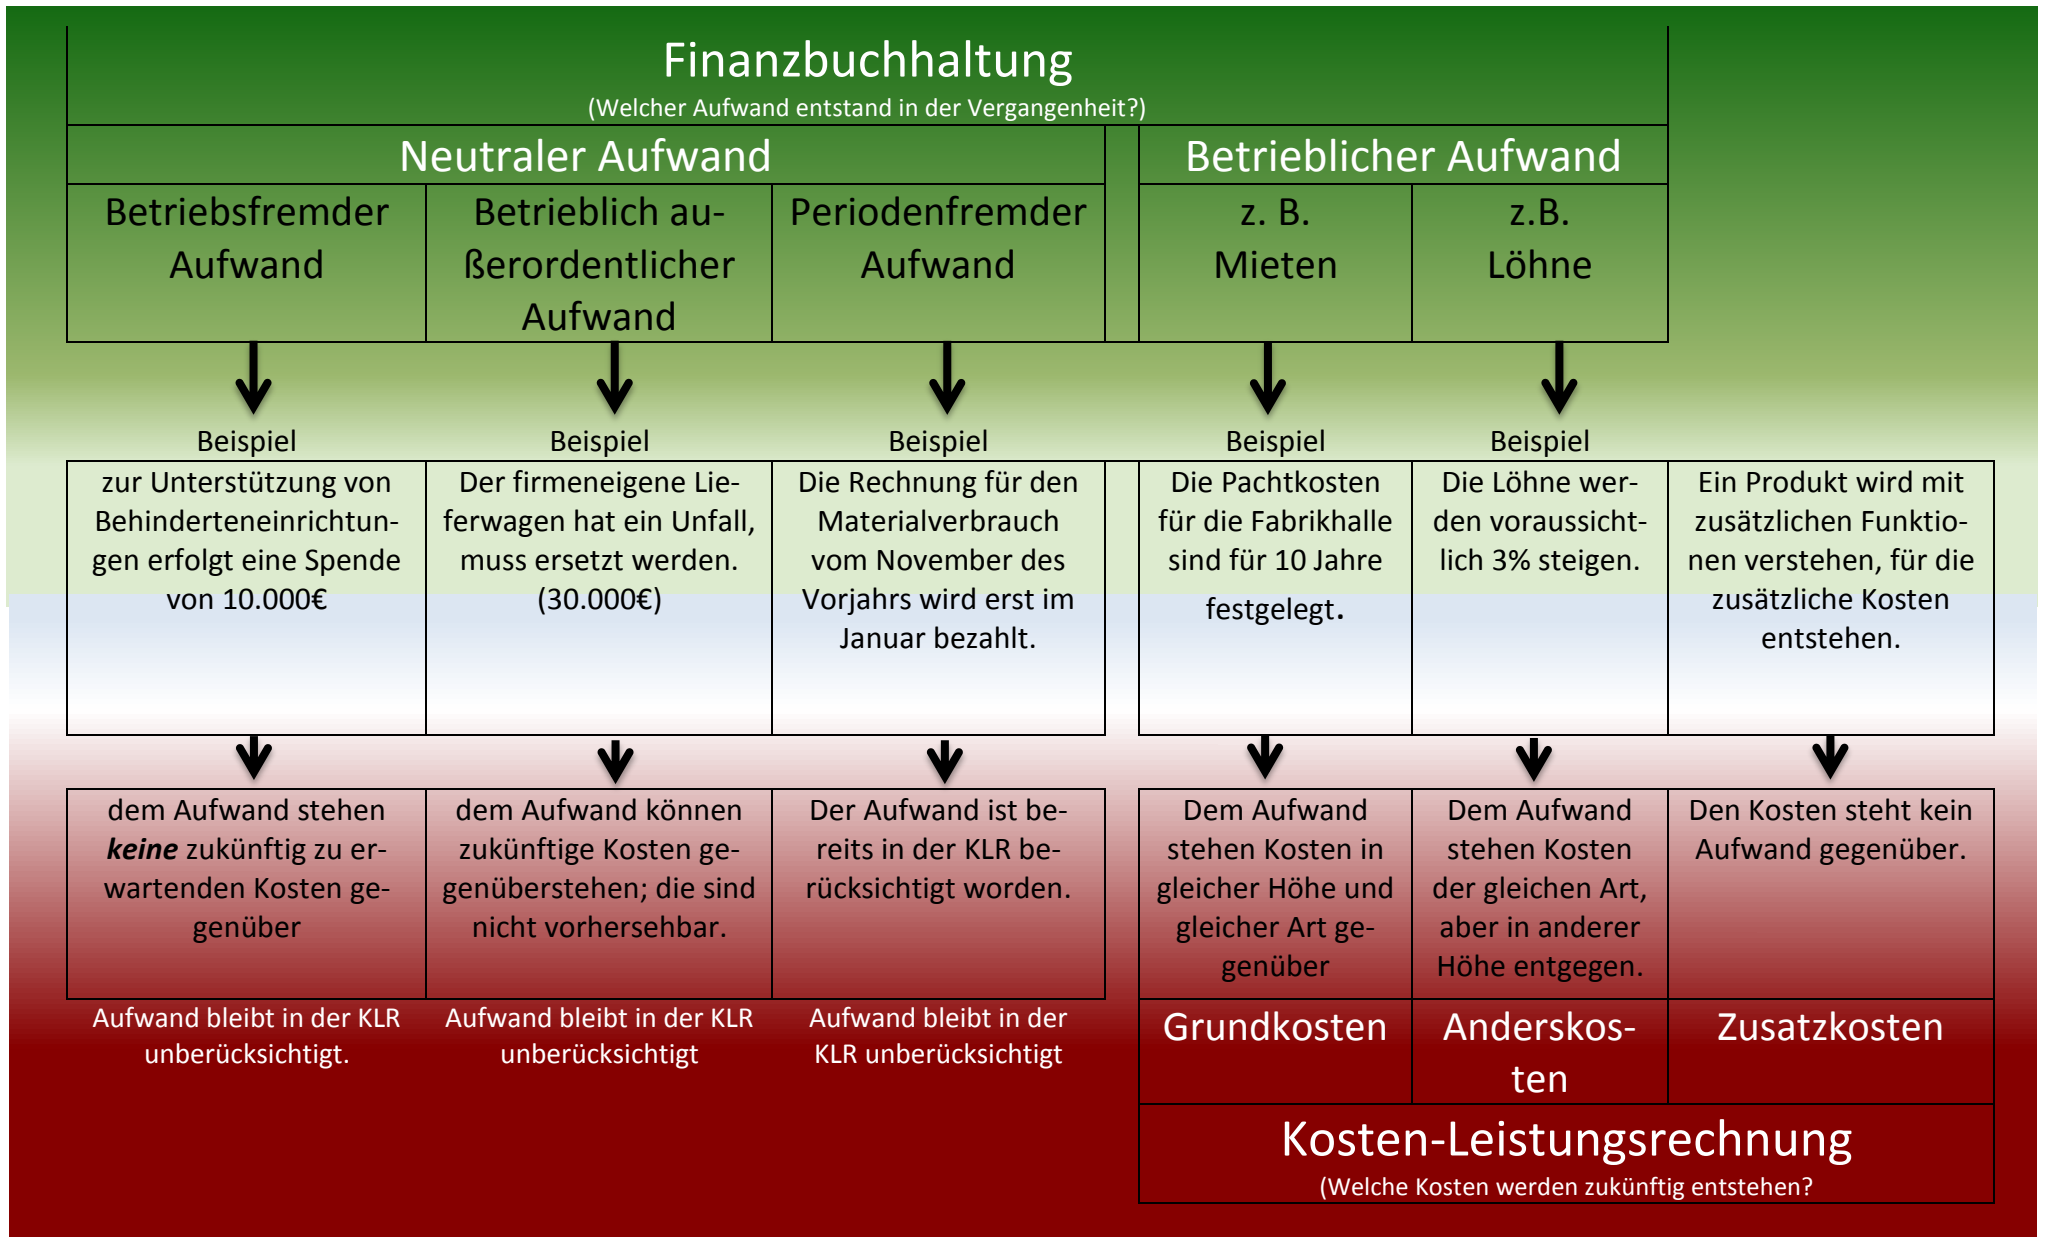 Finanzbuchhaltung
(Welcher Aufwand entstand in der Vergangenheit?)
Neutraler Aufwand
Betrieblicher Aufwand
Betriebsfremder
Aufwand
Betrieblich au-
ßerordentlicher
Aufwand
Periodenfremder
Aufwand
z. B.
Mieten
z.B.
Löhne
Beispiel
Beispiel
Beispiel
Beispiel
Beispiel
zur Unterstützung von
Behinderteneinrichtun-
gen erfolgt eine Spende
von 10.000€
Der firmeneigene Lie-
ferwagen hat ein Unfall,
muss ersetzt werden.
(30.000€)
Die Rechnung für den
Materialverbrauch
vom November des
Vorjahrs wird erst im
Januar bezahlt.
Die Pachtkosten
für die Fabrikhalle
sind für 10 Jahre
festgelegt.
Die Löhne wer-
den voraussicht-
lich 3% steigen.
Ein Produkt wird mit
zusätzlichen Funktio-
nen verstehen, für die
zusätzliche Kosten
entstehen.
dem Aufwand stehen
keine zukünftig zu er-
wartenden Kosten ge-
genüber
dem Aufwand können
zukünftige Kosten ge-
genüberstehen; die sind
nicht vorhersehbar.
Der Aufwand ist be-
reits in der KLR be-
rücksichtigt worden.
Dem Aufwand
stehen Kosten in
gleicher Höhe und
gleicher Art ge-
genüber
Dem Aufwand
stehen Kosten
der gleichen Art,
aber in anderer
Höhe entgegen.
Den Kosten steht kein
Aufwand gegenüber.
Aufwand bleibt in der KLR
unberücksichtigt.
Aufwand bleibt in der KLR
unberücksichtigt
Aufwand bleibt in der
KLR unberücksichtigt
Grundkosten
Anderskos-
ten
Zusatzkosten
Kosten-Leistungsrechnung
(Welche Kosten werden zukünftig entstehen?